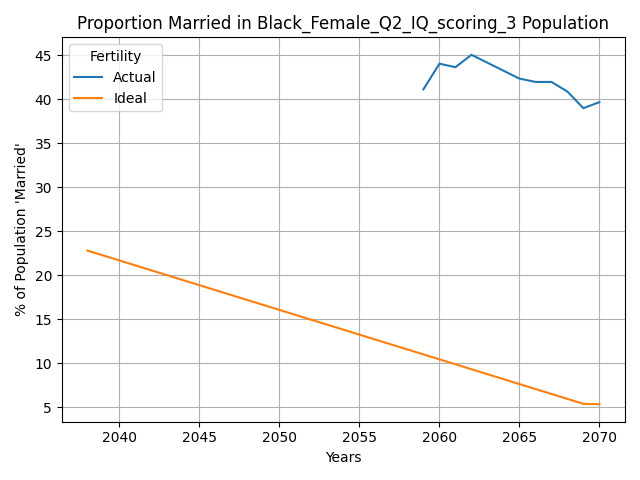 Proportion Married in Black_Female_Q2_IQ_scoring_3 Population
Fertility
Actual
Ideal
% of Population 'Married'
45
40
35
30
25
20
15
10
5
2040 2045 2050 2055 2060 2065 2070
Years